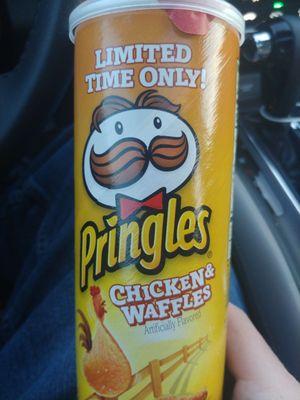 LIMITED
TIME ONLY!
Pringles
CHICKEN &
WAFFLES
Artificially Flavored